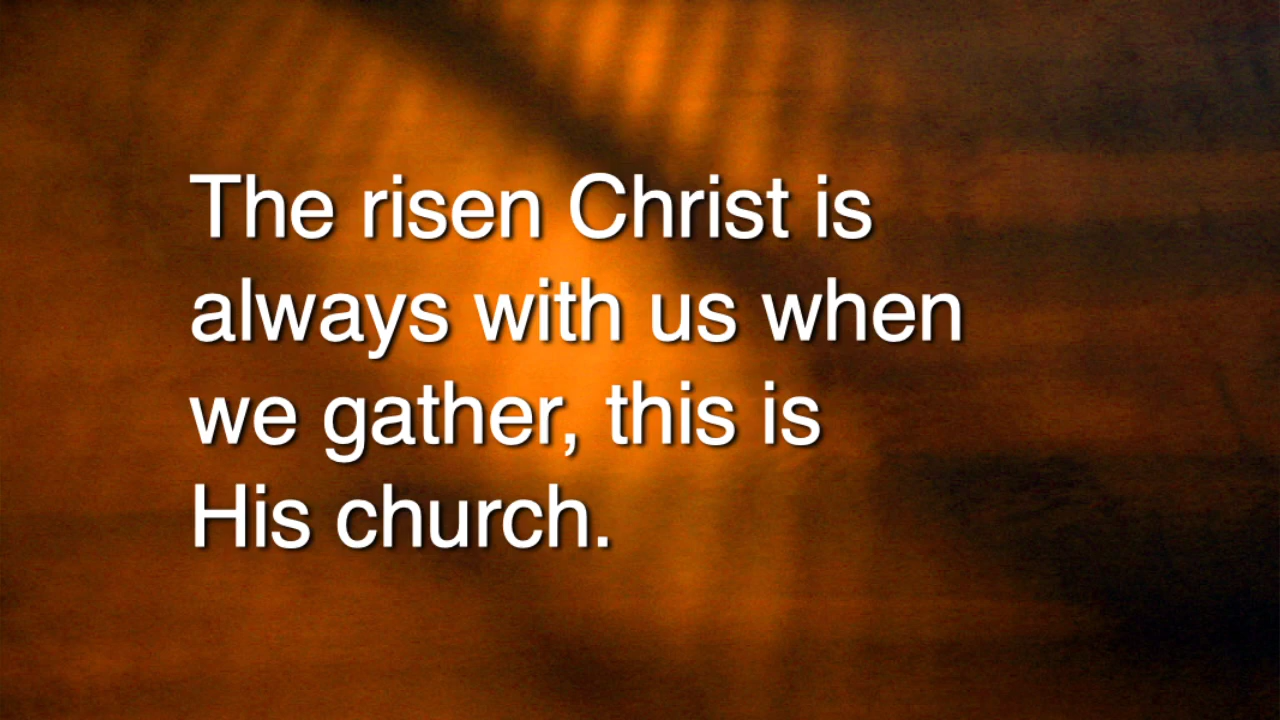 The risen Christ is
always with us when
we gather, this is
His church.